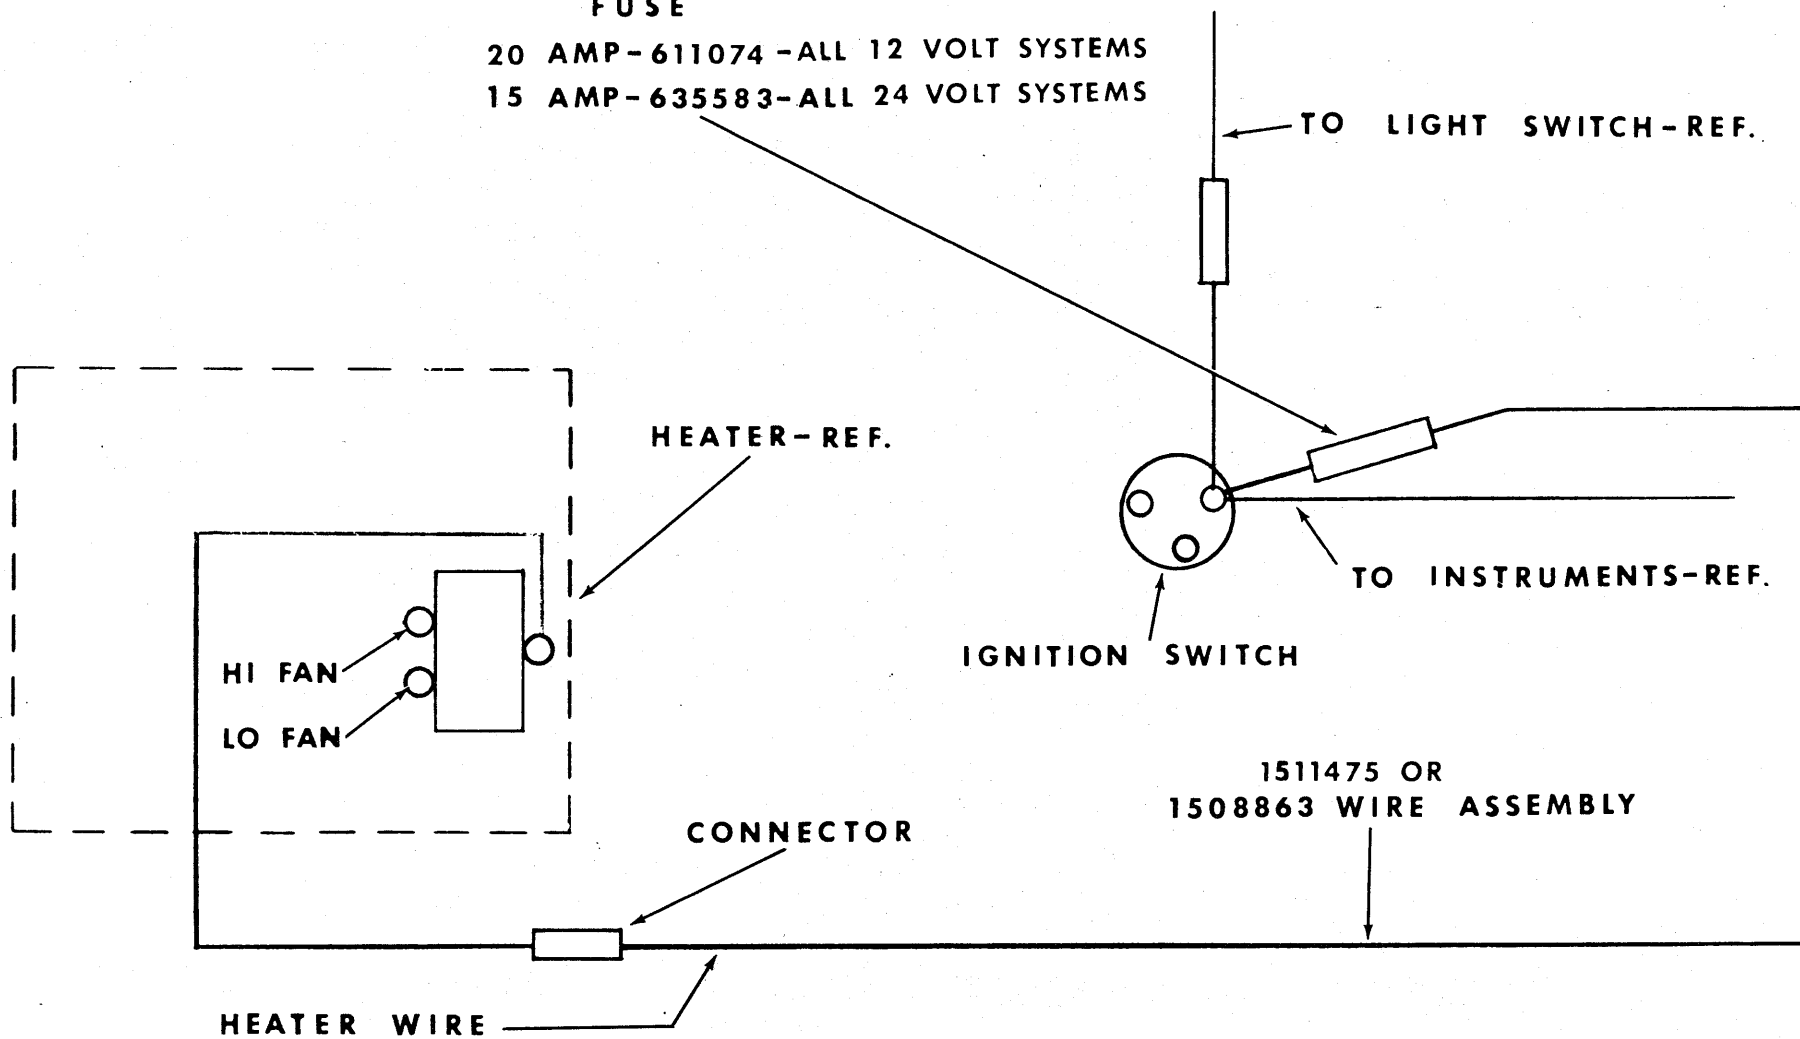 FUSE
20 AMP-611074-ALL 12 VOLT SYSTEMS
15 AMP-635583-ALL 24 VOLT SYSTEMS
TO LIGHT SWITCH-REF.
HEATER-REF.
TO INSTRUMENTS-REF.
IGNITION SWITCH
HI FAN
LO FAN
1511475 OR
1508863 WIRE ASSEMBLY
CONNECTOR
HEATER WIRE